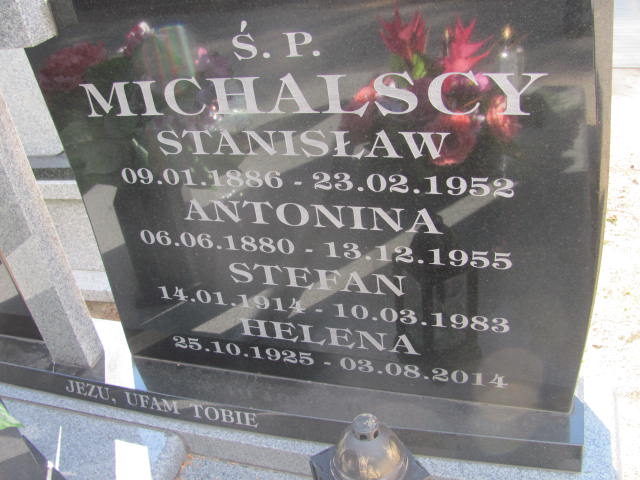 Ś. P.
MICHALSCY
STANISŁAW
09.01.1886 - 23.02.1952
ANTONINA
06.06.1880 - 13.12.1955
STEFAN
14.01.1914 - 10.03.1983
HELENA
25.10.1925 - 03.08.2014
JEZU, UFAM TOBIE